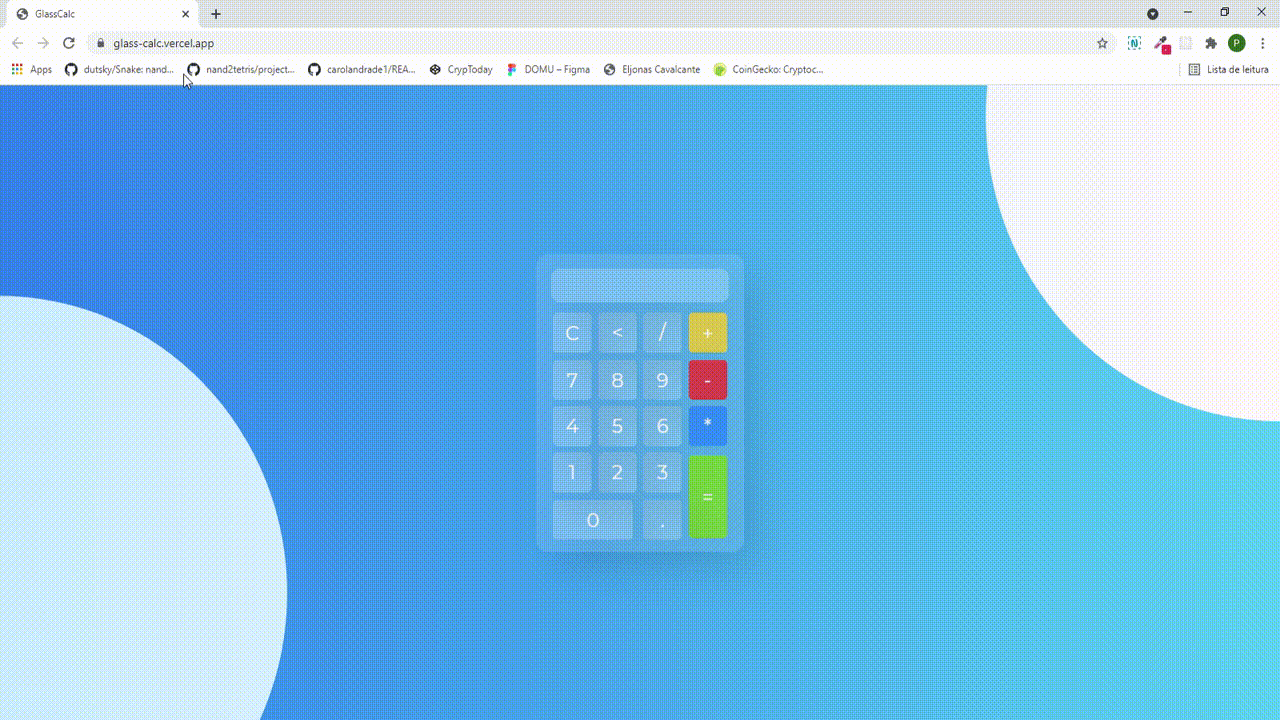 GlassCalc
glass-calc.vercel.app
Apps dutsky/Snake: nand... nand2tetris/project... carolandrade1/REA... CrypToday DOMU – Figma Eljonas Cavalcante CoinGecko: Cryptoc... Lista de leitura
N P
C < / +
7 8 9 -
4 5 6 *
1 2 3 =
0 .